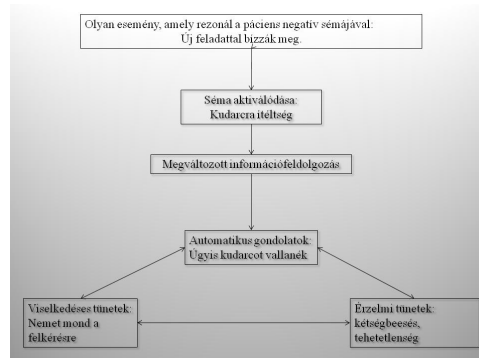 Olyan esemény, amely rezonál a páciens negatív sémájával:
Új feladattal bízzák meg.
Séma aktiválódása:
Kudarcra ítéltség
Megváltozott információfeldolgozás
Automatikus gondolatok:
Úgyis kudarcot vallanék
Viselkedéses tünetek:
Nemet mond a
felkérésre
Érzelmi tünetek:
kétségbeesés,
tehetetlenség